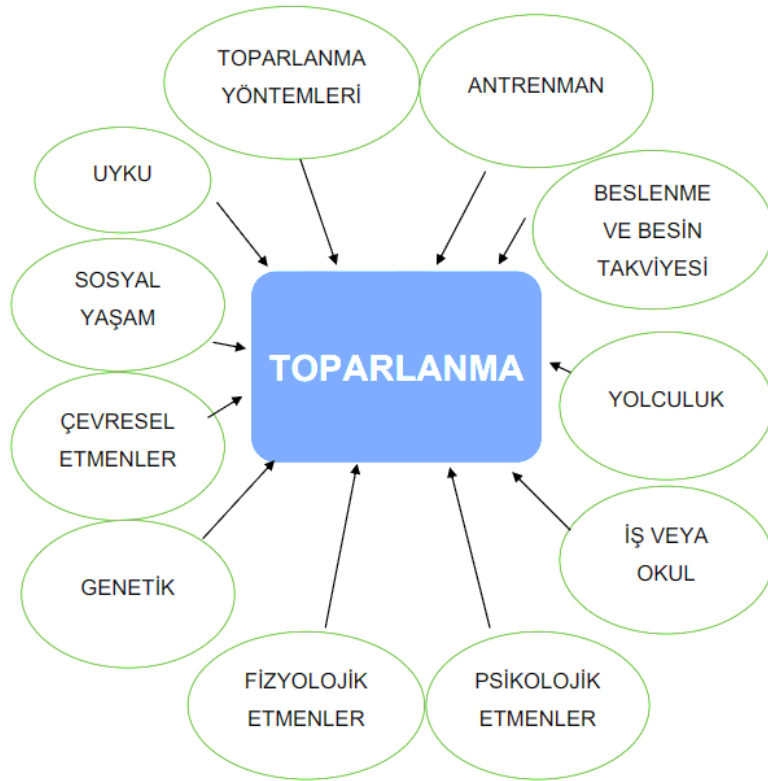 TOPARLANMA
YÖNTEMLERİ
ANTRENMAN
UYKU
BESLENME
VE BESİN
TAKVİYESİ
SOSYAL
YAŞAM
TOPARLANMA
YOLCULUK
ÇEVRESEL
ETMENLER
İŞ VEYA
OKUL
GENETİK
FİZYOLOJİK
ETMENLER
PSİKOLOJİK
ETMENLER